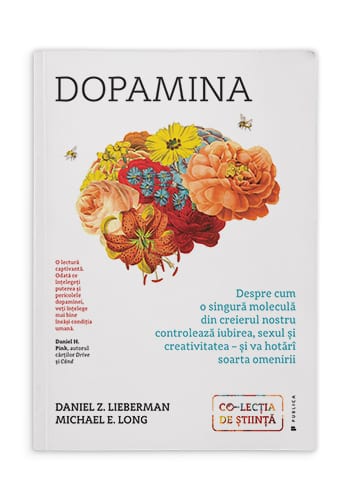 DOPAMINA
O lectură
captivantă.
Odată ce
înțelegeți
puterea și
pericolele
dopaminei,
veți înțelege
mai bine
însăși condiția
umană.
Daniel H.
Pink, autorul
cărților Drive
și Când
Despre cum
o singură moleculă
din creierul nostru
controlează iubirea, sexul și
creativitatea – și va hotărî
soarta omenirii
DANIEL Z. LIEBERMAN
MICHAEL E. LONG
CO-LECȚIA
DE ȘTIINȚĂ
PUBLICA